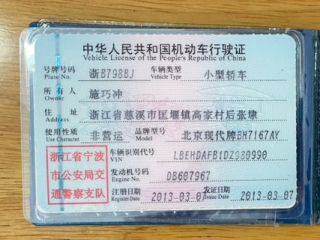 中华人民共和国机动车行驶证
Vehicle License of the People's Republic of China
号牌号码 浙B798BJ 车辆类型 小型轿车
Plate No. Vehicle Type
所有人 施巧冲
Owner
住址 浙江省慈溪市匡堰镇高家村后张埭
Address
使用性质 非营运 品牌型号 北京现代牌BH7167AY
Use Character Model
浙江省宁波
市公安局交
通警察支队
车辆识别代号 LBEHDAFB1DZ980990
VIN
发动机号码 DB607967
Engine No.
注册日期 2013-03-07 发证日期 2013-03-07
Register Date Issue Date